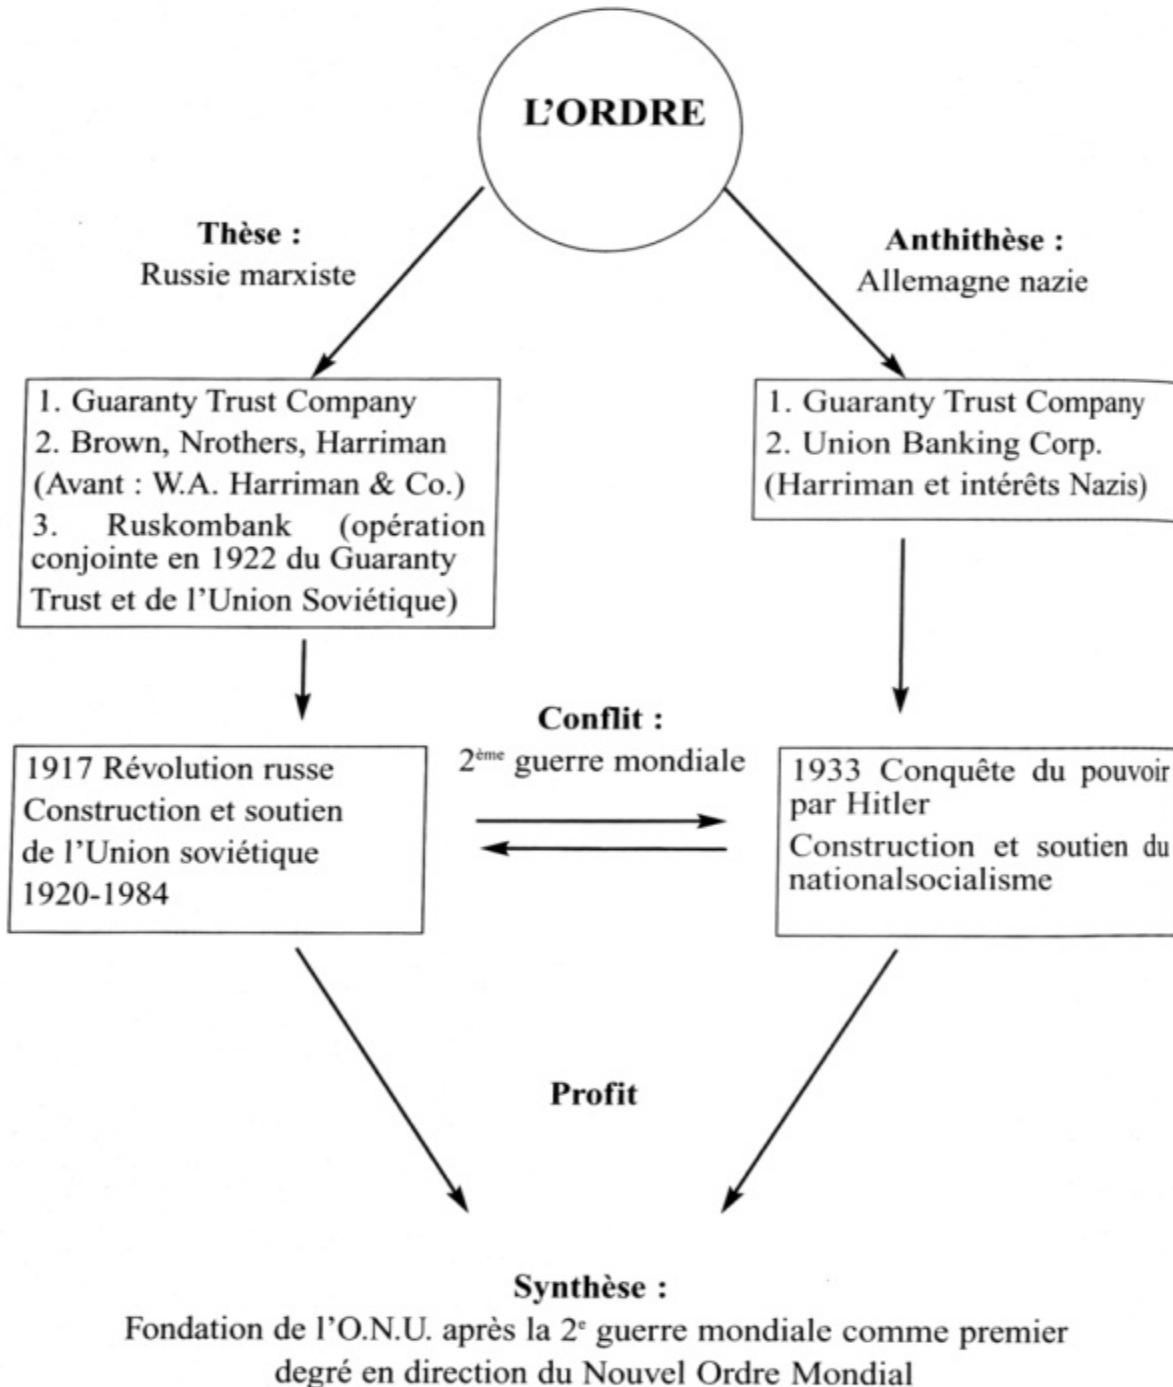 L'ORDRE
Thèse :
Russie marxiste
Anthithèse :
Allemagne nazie
1. Guaranty Trust Company
2. Brown, Nrothers, Harriman
(Avant : W.A. Harriman & Co.)
3. Ruskombank (opération
conjointe en 1922 du Guaranty
Trust et de l'Union Soviétique)
1. Guaranty Trust Company
2. Union Banking Corp.
(Harriman et intérêts Nazis)
1917 Révolution russe
Construction et soutien
de l'Union soviétique
1920-1984
Conflit :
2ème guerre mondiale
1933 Conquête du pouvoir
par Hitler
Construction et soutien du
nationalsocialisme
Profit
Synthèse :
Fondation de l'O.N.U. après la 2e guerre mondiale comme premier
degré en direction du Nouvel Ordre Mondial